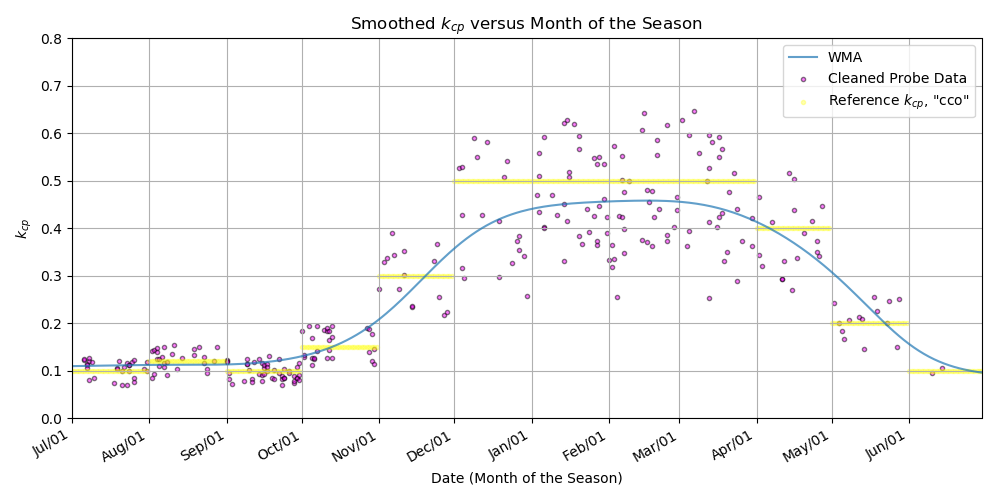 Smoothed k_cp versus Month of the Season
WMA
Cleaned Probe Data
Reference k_cp, "cco"
k_cp
0.8
0.7
0.6
0.5
0.4
0.3
0.2
0.1
0.0
Jul/01
Aug/01
Sep/01
Oct/01
Nov/01
Dec/01
Jan/01
Feb/01
Mar/01
Apr/01
May/01
Jun/01
Date (Month of the Season)